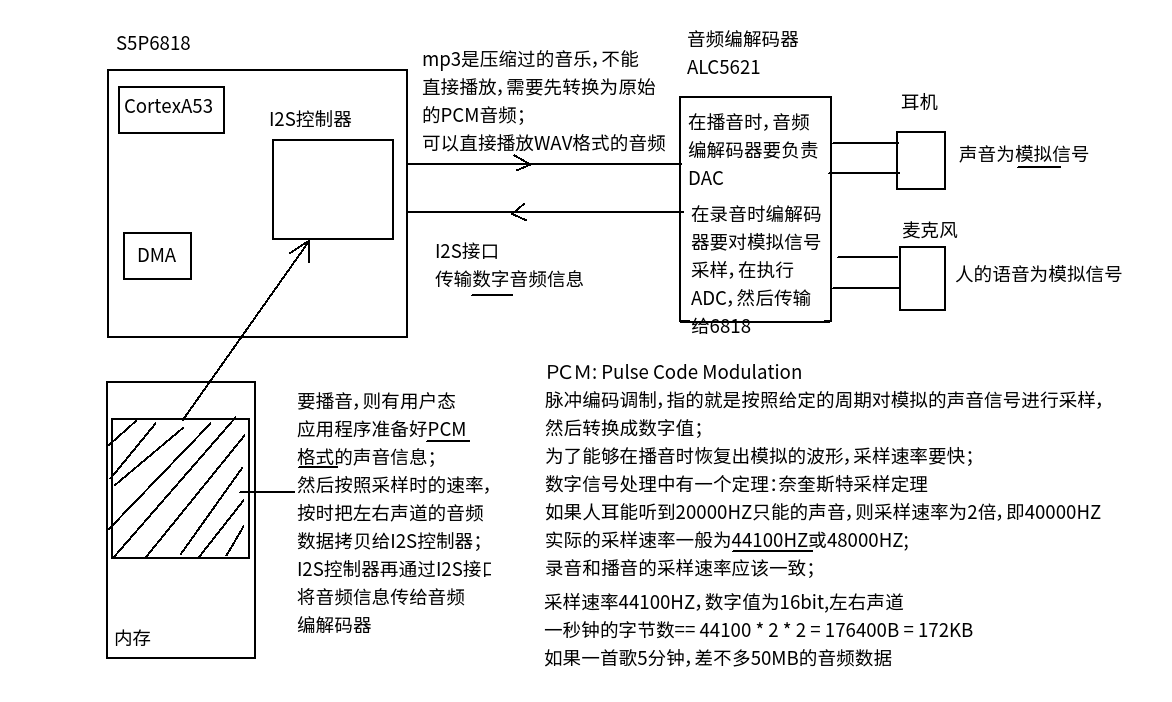 S5P6818
CortexA53
I2S控制器
DMA
mp3是压缩过的音乐，不能
直接播放，需要先转换为原始
的PCM音频；
可以直接播放WAV格式的音频
I2S接口
传输数字音频信息
音频编解码器
ALC5621
在播音时，音频
编解码器要负责
DAC
在录音时编解码
器要对模拟信号
采样，在执行
ADC，然后传输
给6818
耳机
声音为模拟信号
麦克风
人的语音为模拟信号
内存
要播音，则有用户态
应用程序准备好PCM
格式的声音信息；
然后按照采样时的速率，
按时把左右声道的音频
数据拷贝给I2S控制器；
I2S控制器再通过I2S接口
将音频信息传给音频
编解码器
PCM: Pulse Code Modulation
脉冲编码调制，指的就是按照给定的周期对模拟的声音信号进行采样，
然后转换成数字值；
为了能够在播音时恢复出模拟的波形，采样速率要快；
数字信号处理中有一个定理：奈奎斯特采样定理
如果人耳能听到20000HZ只能的声音，则采样速率为2倍，即40000HZ
实际的采样速率一般为44100HZ或48000HZ;
录音和播音的采样速率应该一致；
采样速率44100HZ，数字值为16bit,左右声道
一秒钟的字节数== 44100 * 2 * 2 = 176400B = 172KB
如果一首歌5分钟，差不多50MB的音频数据